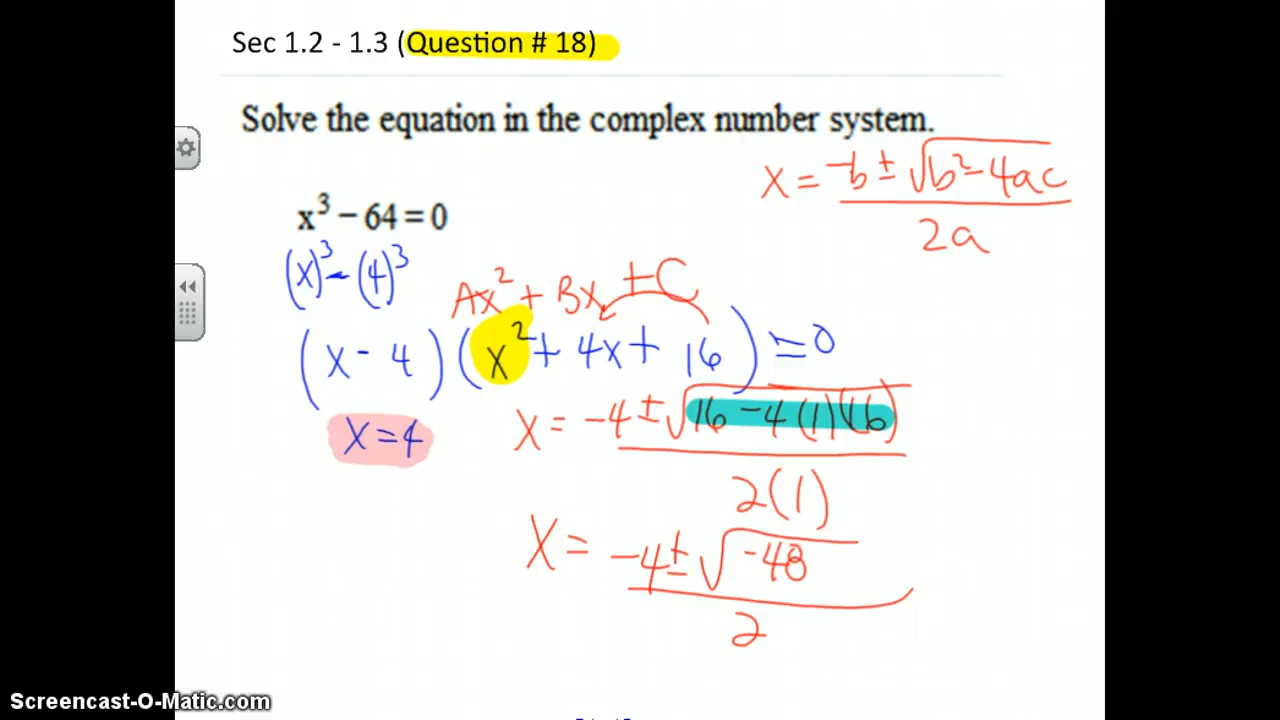 Sec 1.2 - 1.3 (Question # 18)
Solve the equation in the complex number system.
x = -b ± √b² - 4ac
2a
x³ - 64 = 0
(x)³ - (4)³
Ax² + Bx + C
(x - 4)(x² + 4x + 16) = 0
x = 4
x = -4 ± √16 - 4(1)(16)
2(1)
x = -4 ± √-48
2
Screencast-O-Matic.com